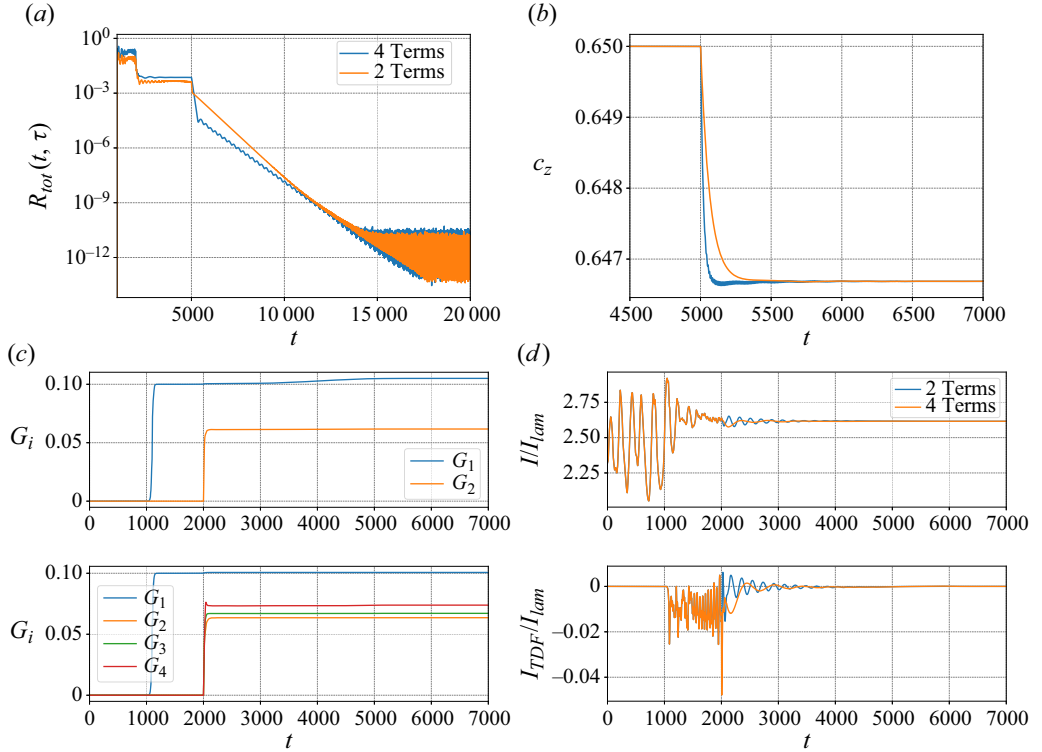 (a)
10⁰
10⁻³
10⁻⁶
10⁻⁹
10⁻¹²
R_tot (t, τ)
4 Terms
2 Terms
5000 10 000 15 000 20 000
t
(b)
0.650
0.649
0.648
0.647
c_z
4500 5000 5500 6000 6500 7000
t
(c)
0.10
0.05
0
G_i
G_1
G_2
0 1000 2000 3000 4000 5000 6000 7000
0.10
0.05
0
G_i
G_1
G_2
G_3
G_4
0 1000 2000 3000 4000 5000 6000 7000
t
(d)
2.75
2.50
2.25
I/I_lam
2 Terms
4 Terms
0 1000 2000 3000 4000 5000 6000 7000
0
−0.02
−0.04
I_TDF/I_lam
0 1000 2000 3000 4000 5000 6000 7000
t